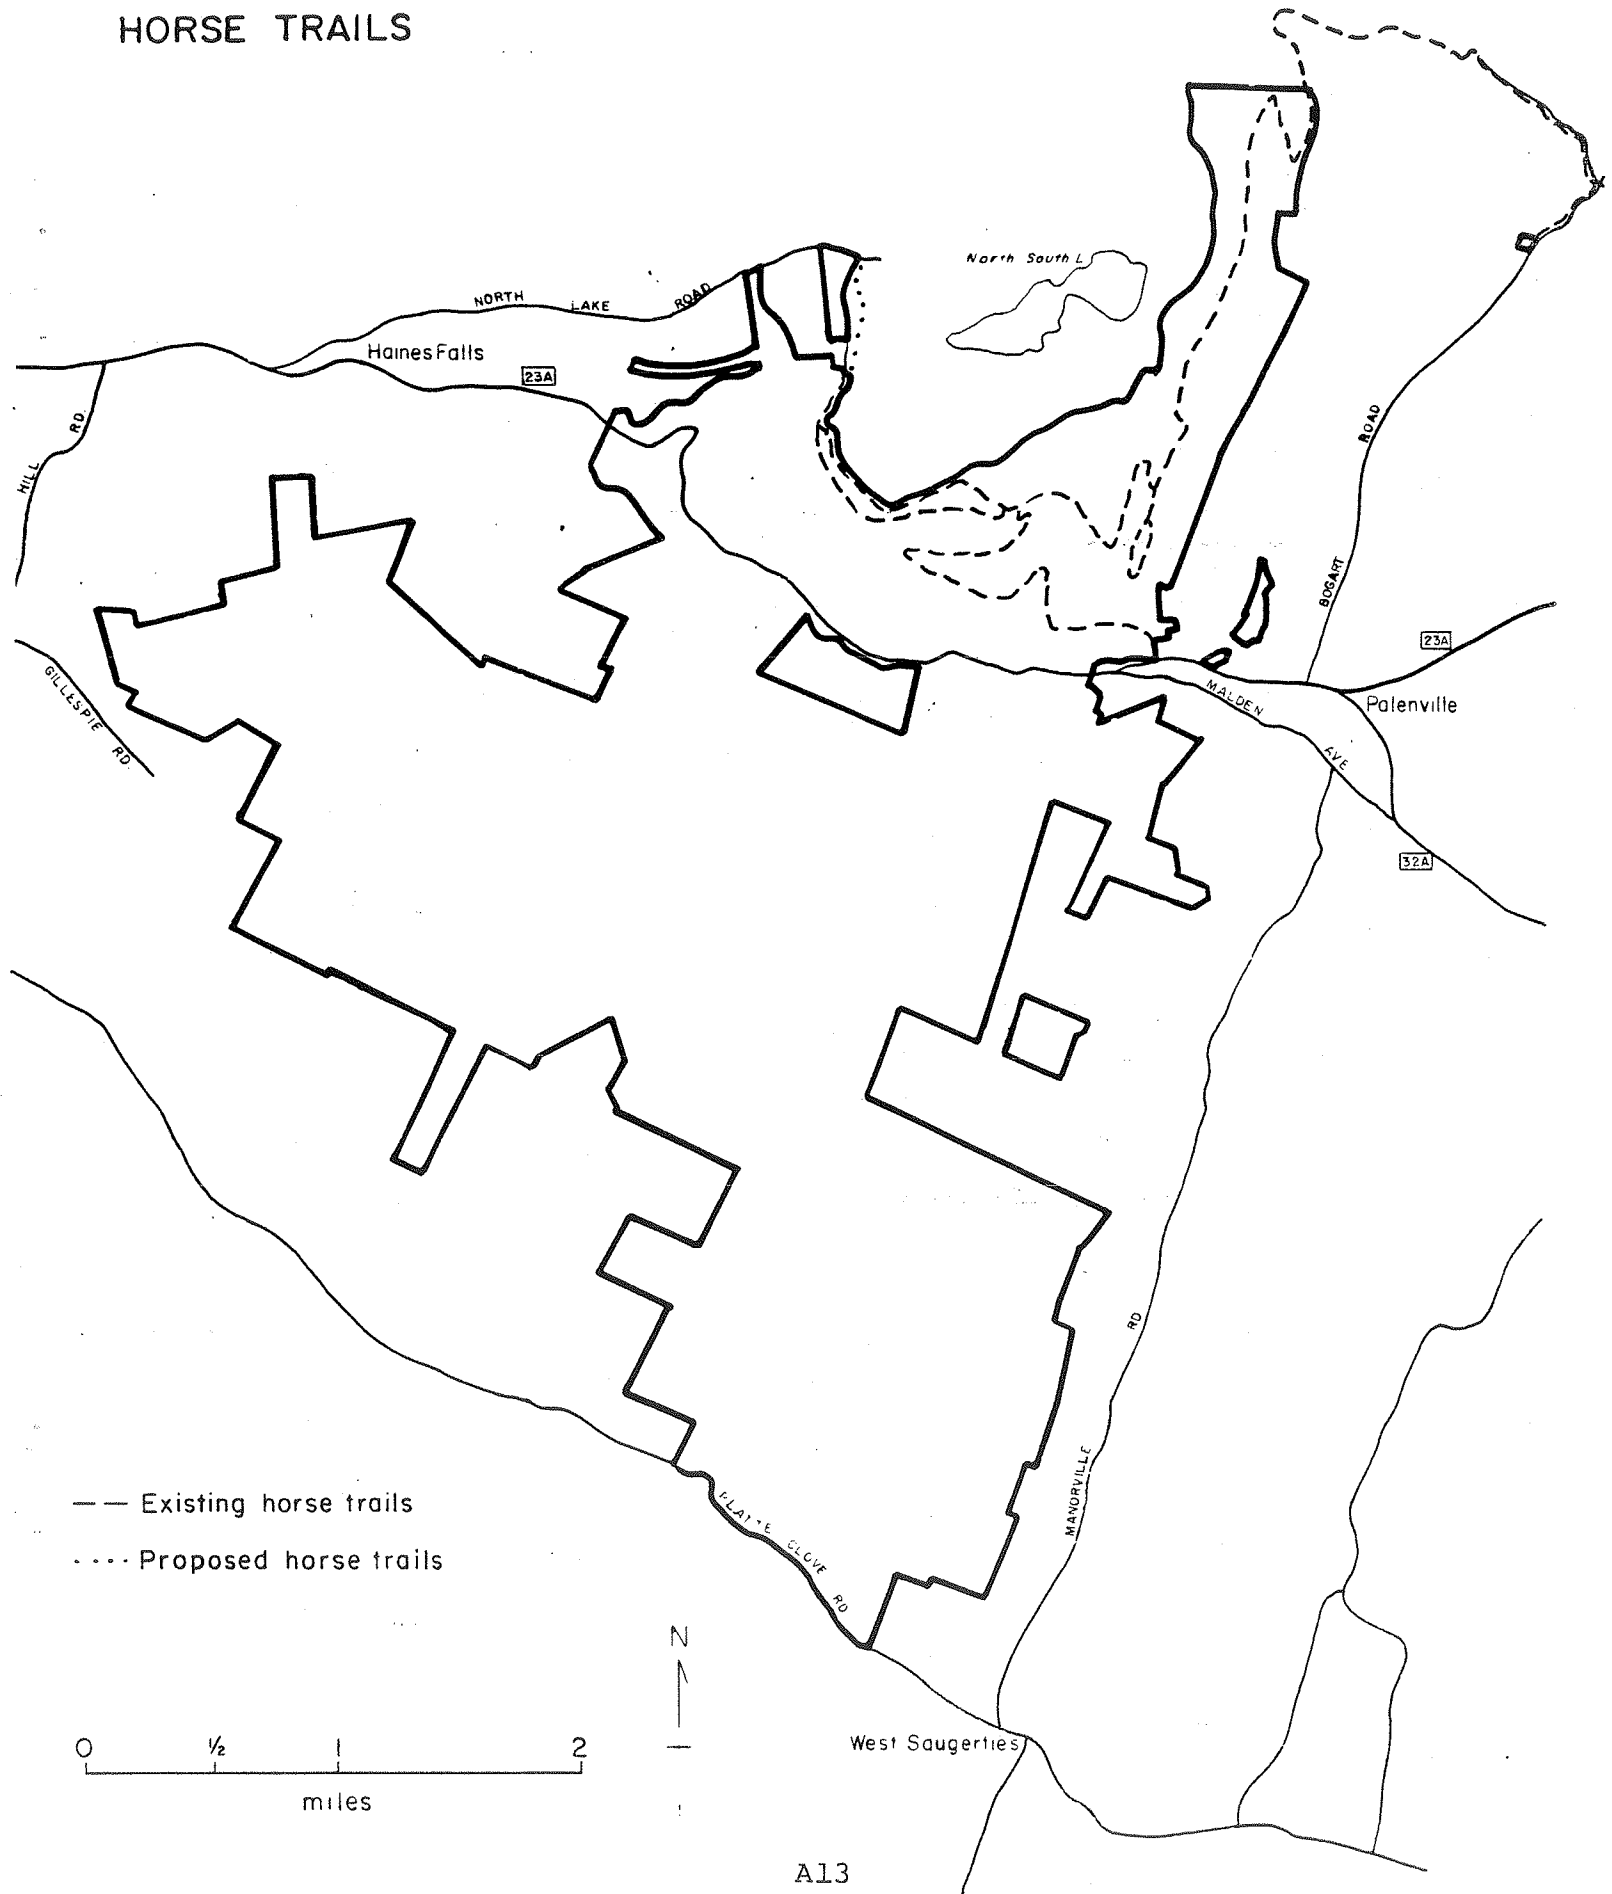 HORSE TRAILS
North South L
NORTH LAKE ROAD
Haines Falls
23A
HILL RD.
ROAD
BOGART
23A
GILLESPIE RD.
MALDEN AVE
Palenville
32A
RD
MANORVILLE
— — Existing horse trails
.... Proposed horse trails
PLATTE CLOVE RD
N
West Saugerties
0 ½ 1 2
miles
A13